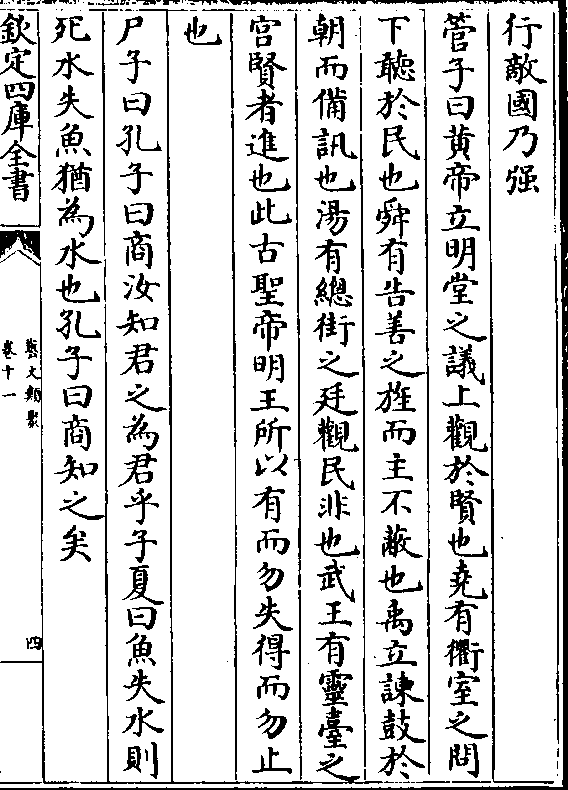 行敵國乃强
管子曰黄帝立明堂之議上觀於賢也堯有衢室之問
下聽於民也舜有告善之旌而主不蔽也禹立諫鼓於
朝而備訊也湯有總街之廷觀民非也武王有靈臺之
宫賢者進也此古聖帝明王所以有而勿失得而勿止
也
尸子曰孔子曰商汝知君之為君乎子夏曰魚失水則
死水失魚猶為水也孔子曰商知之矣
欽定四庫全書
藝文類聚
卷十一
四